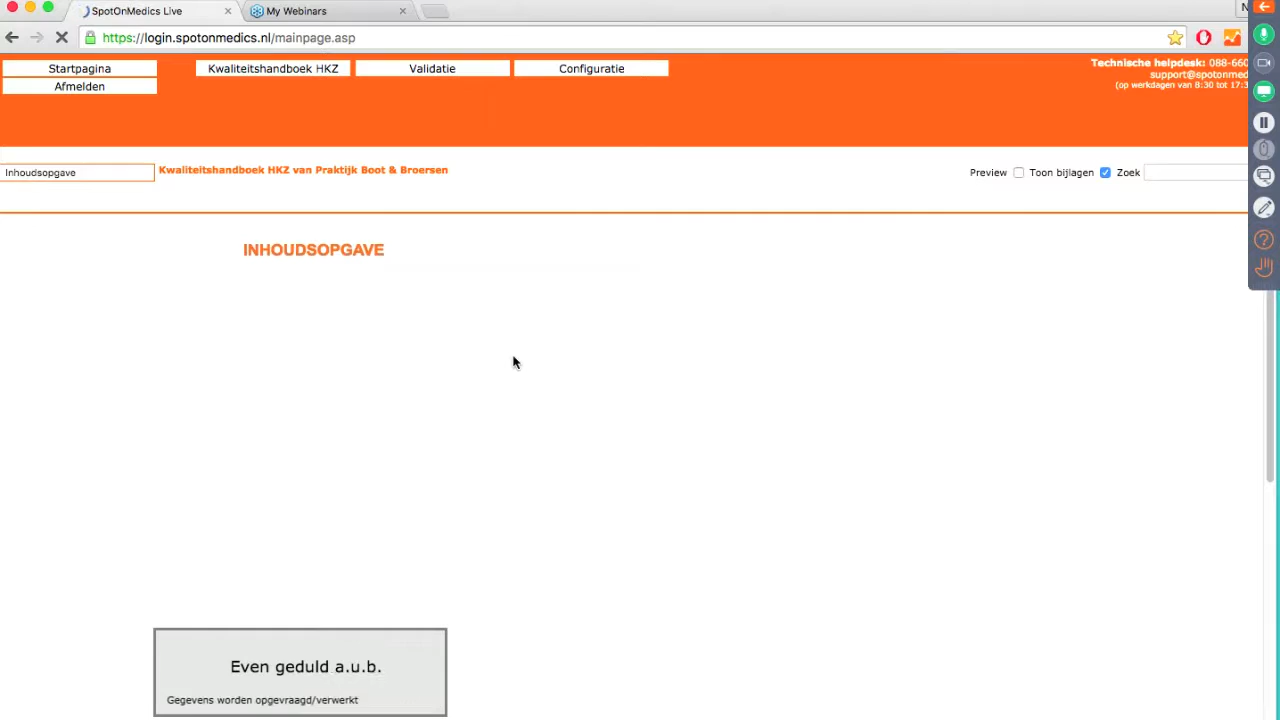 SpotOnMedics Live
My Webinars
https://login.spotonmedics.nl/mainpage.asp
Startpagina
Kwaliteitshandboek HKZ
Validatie
Configuratie
Technische helpdesk: 088-660
Afmelden
support@spotonmed
(op werkdagen van 8:30 tot 17:3
Inhoudsopgave
Kwaliteitshandboek HKZ van Praktijk Boot & Broersen
Preview
Toon bijlagen
Zoek
INHOUDSOPGAVE
Even geduld a.u.b.
Gegevens worden opgevraagd/verwerkt